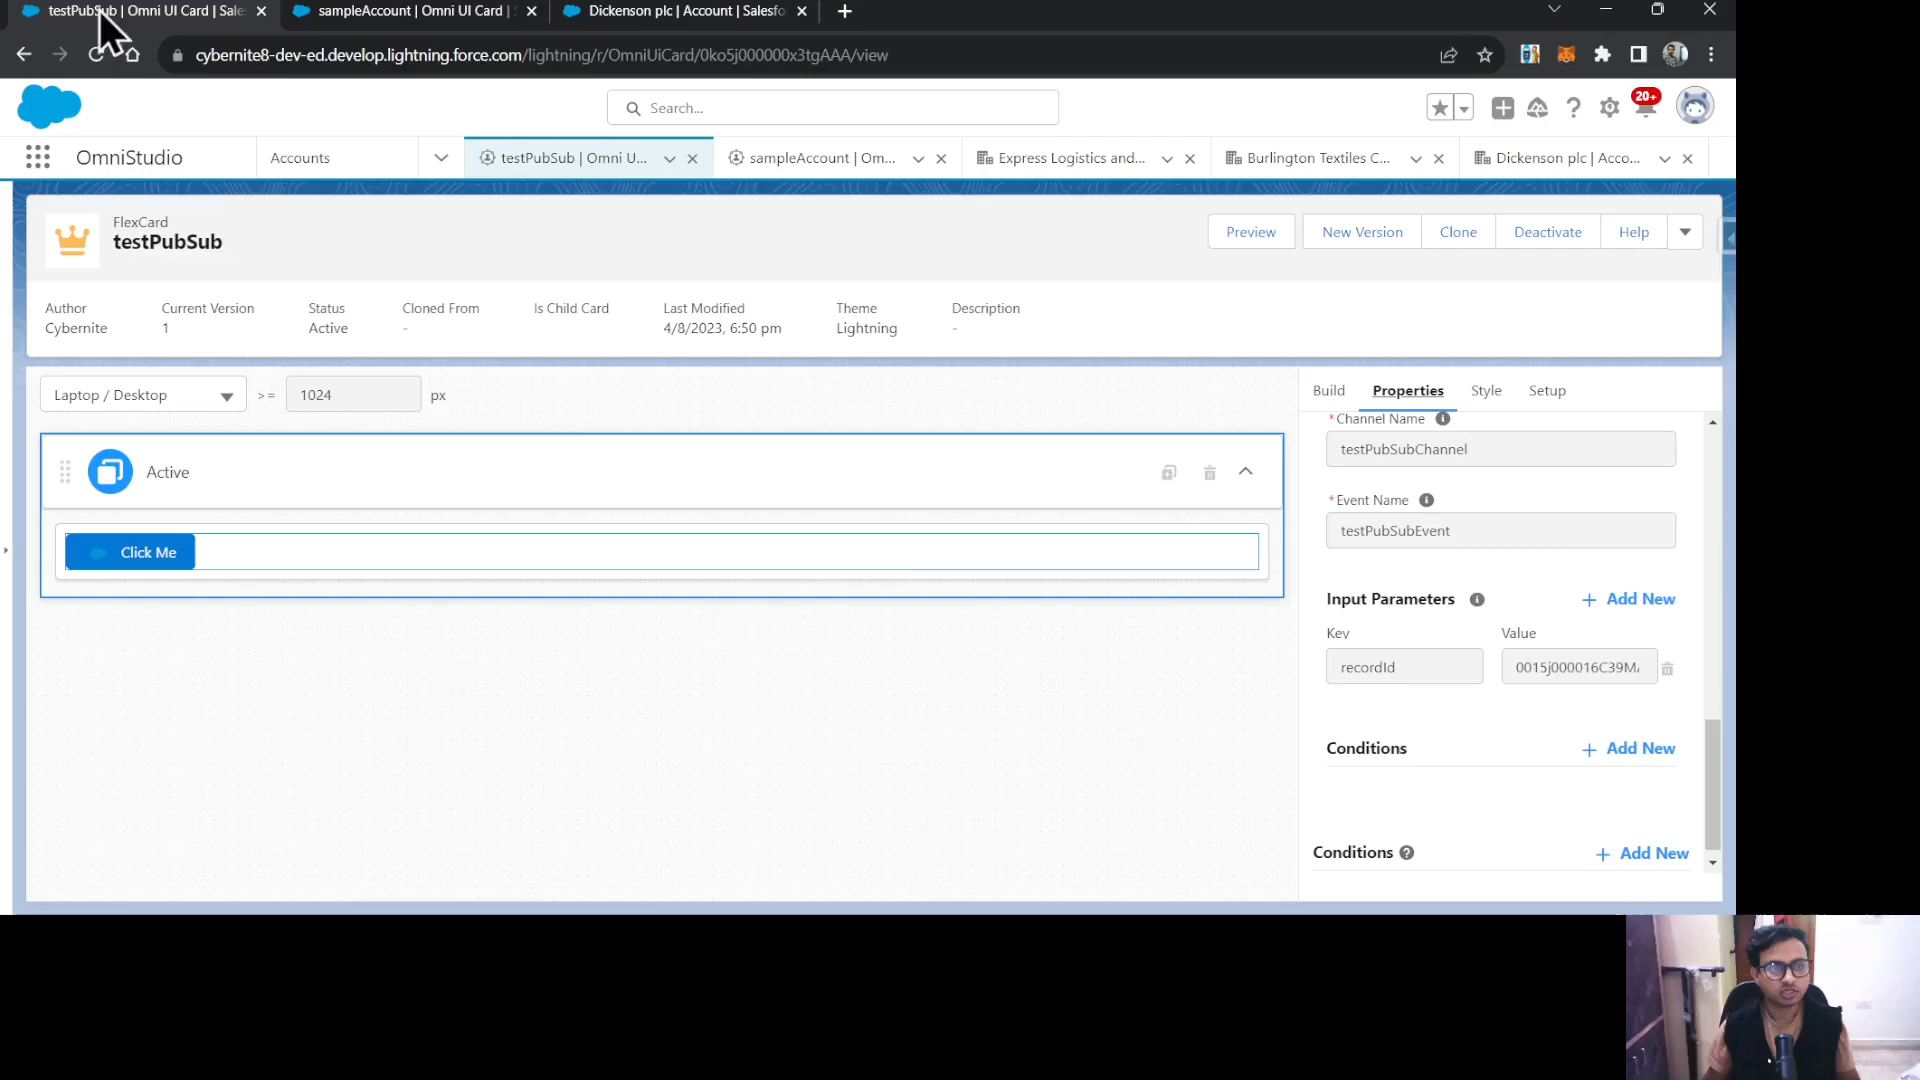 testPubSub | Omni UI Card | Sale
sampleAccount | Omni UI Card |
Dickenson plc | Account | Salesfo
cybernite8-dev-ed.develop.lightning.force.com/lightning/r/OmniUiCard/0ko5j000000x3tgAAA/view
Search...
20+
OmniStudio
Accounts
testPubSub | Omni U...
sampleAccount | Om...
Express Logistics and...
Burlington Textiles C...
Dickenson plc | Acco...
FlexCard
testPubSub
Preview
New Version
Clone
Deactivate
Help
Author
Cybernite
Current Version
1
Status
Active
Cloned From
-
Is Child Card
Last Modified
4/8/2023, 6:50 pm
Theme
Lightning
Description
-
Laptop / Desktop
>=
1024
px
Active
Click Me
Build
Properties
Style
Setup
* Channel Name
testPubSubChannel
* Event Name
testPubSubEvent
Input Parameters
+ Add New
Key
Value
recordId
0015j000016C39M
Conditions
+ Add New
Conditions
+ Add New